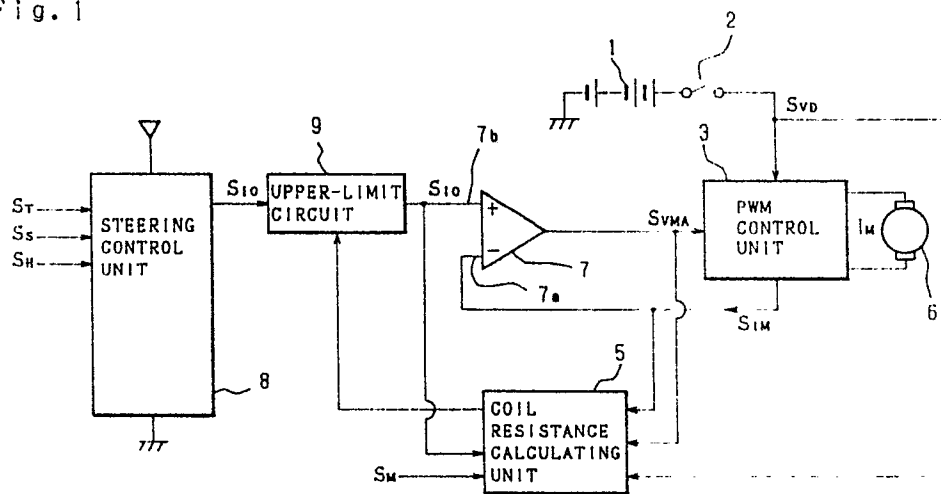 Fig. 1
1
2
SVD
9
7b
3
SIO
UPPER-LIMIT
CIRCUIT
SIO
+
−
7
7a
SVMA
PWM
CONTROL
UNIT
IM
6
ST
SS
SH
STEERING
CONTROL
UNIT
SIM
8
5
COIL
RESISTANCE
CALCULATING
UNIT
SM